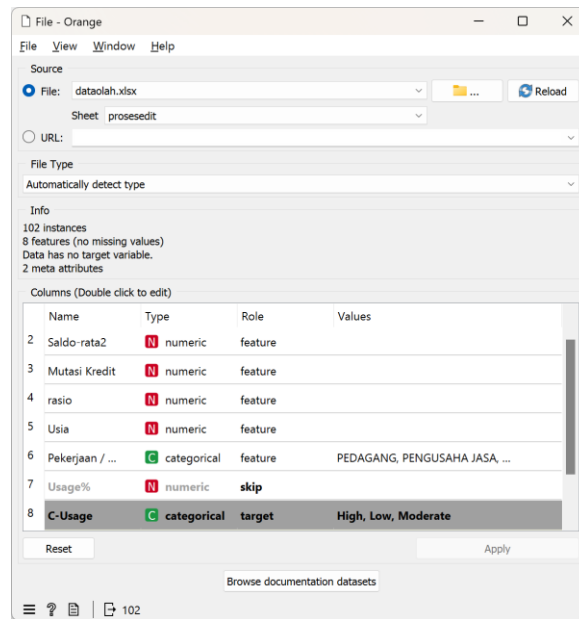 File - Orange
File View Window Help
Source
File: dataolah.xlsx ... Reload
Sheet prosesedit
URL:
File Type
Automatically detect type
Info
102 instances
8 features (no missing values)
Data has no target variable.
2 meta attributes
Columns (Double click to edit)
Name Type Role Values
2 Saldo-rata2 N numeric feature
3 Mutasi Kredit N numeric feature
4 rasio N numeric feature
5 Usia N numeric feature
6 Pekerjaan / ... C categorical feature PEDAGANG, PENGUSAHA JASA, ...
7 Usage% N numeric skip
8 C-Usage C categorical target High, Low, Moderate
Reset Apply
Browse documentation datasets
? 102